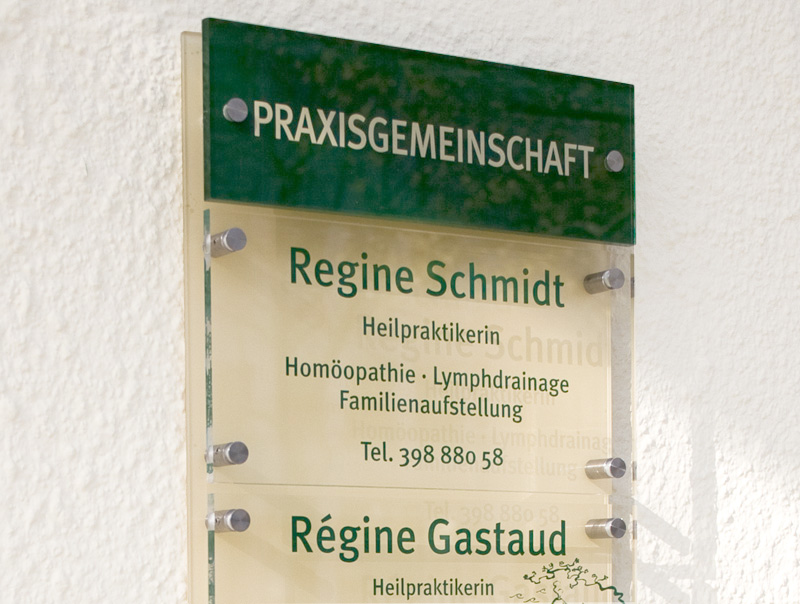 PRAXISGEMEINSCHAFT
Regine Schmidt
Heilpraktikerin
Homöopathie · Lymphdrainage
Familienaufstellung
Tel. 398 880 58
Régine Gastaud
Heilpraktikerin